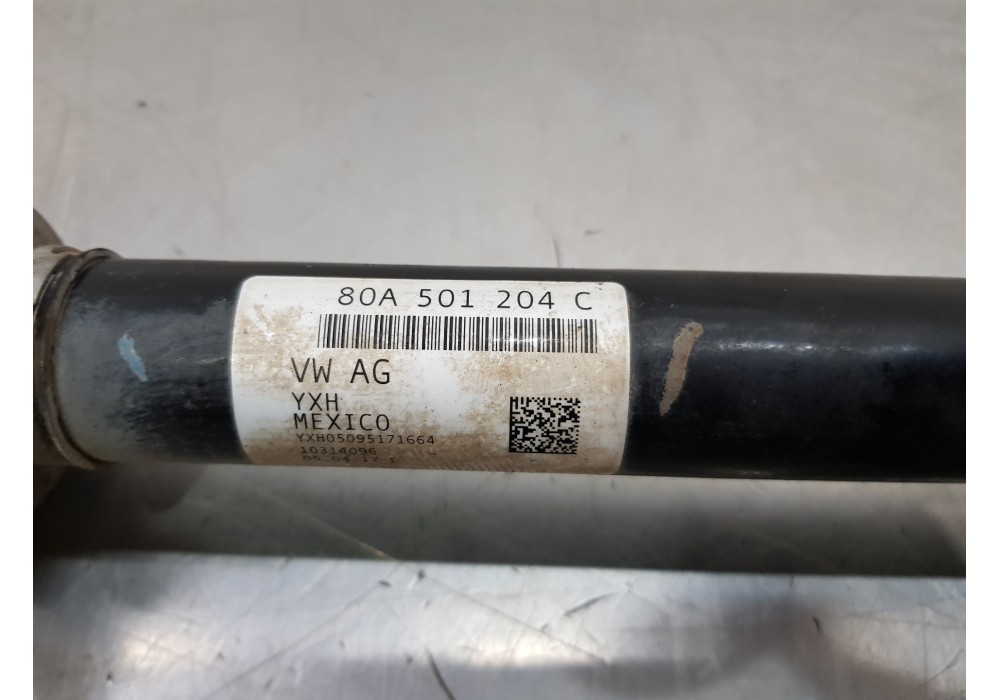 80A 501 204 C
VW AG
YXH
MEXICO
YXH05095171664
10314096